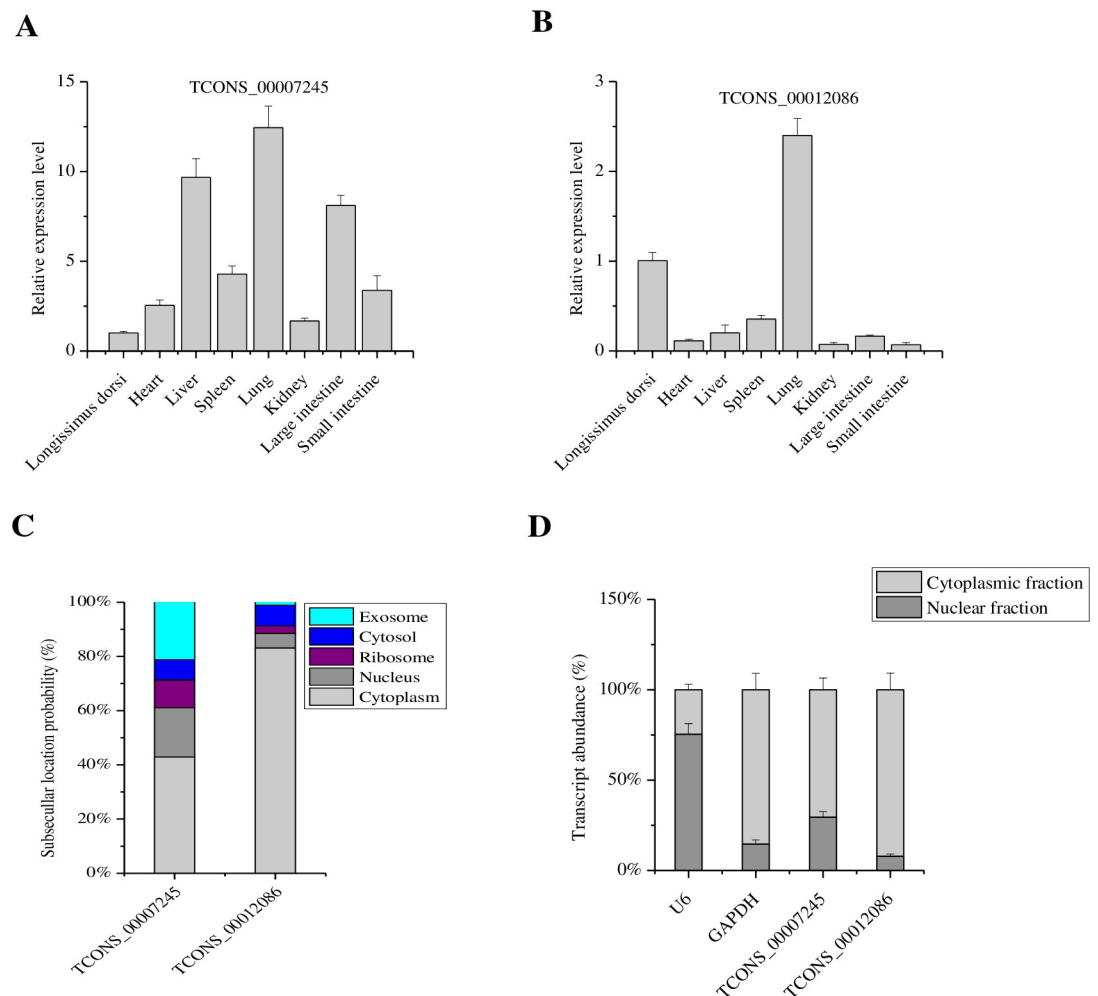 A
TCONS_00007245
Relative expression level
15
10
5
0
Longissimus dorsi
Heart
Liver
Spleen
Lung
Kidney
Large intestine
Small intestine
B
TCONS_00012086
Relative expression level
3
2
1
0
Longissimus dorsi
Heart
Liver
Spleen
Lung
Kidney
Large intestine
Small intestine
C
Subsecullar location probability (%)
100%
80%
60%
40%
20%
0%
Exosome
Cytosol
Ribosome
Nucleus
Cytoplasm
TCONS_00007245
TCONS_00012086
D
Cytoplasmic fraction
Nuclear fraction
Transcript abundance (%)
150%
100%
50%
0%
U6
GAPDH
TCONS_00007245
TCONS_00012086